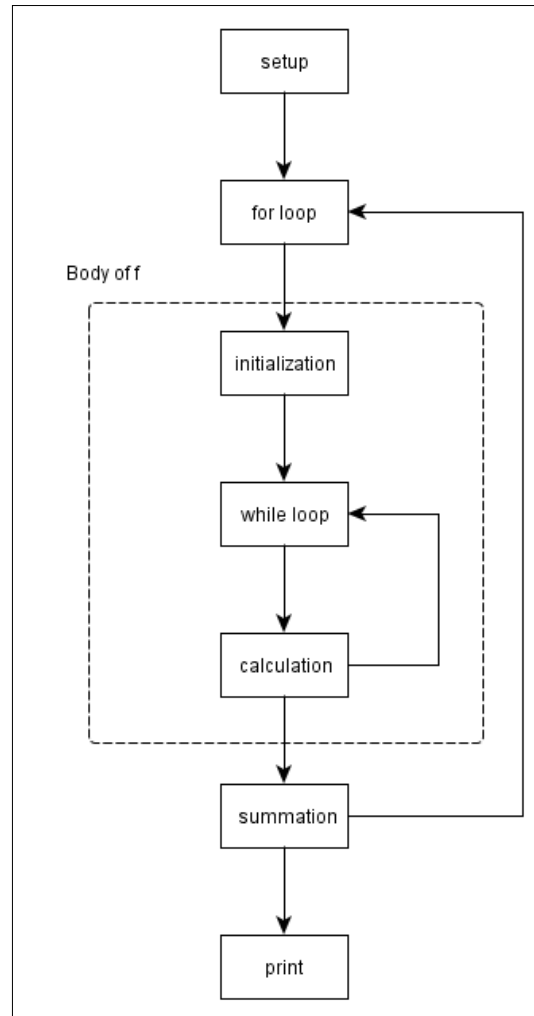 setup
for loop
Body of f
initialization
while loop
calculation
summation
print